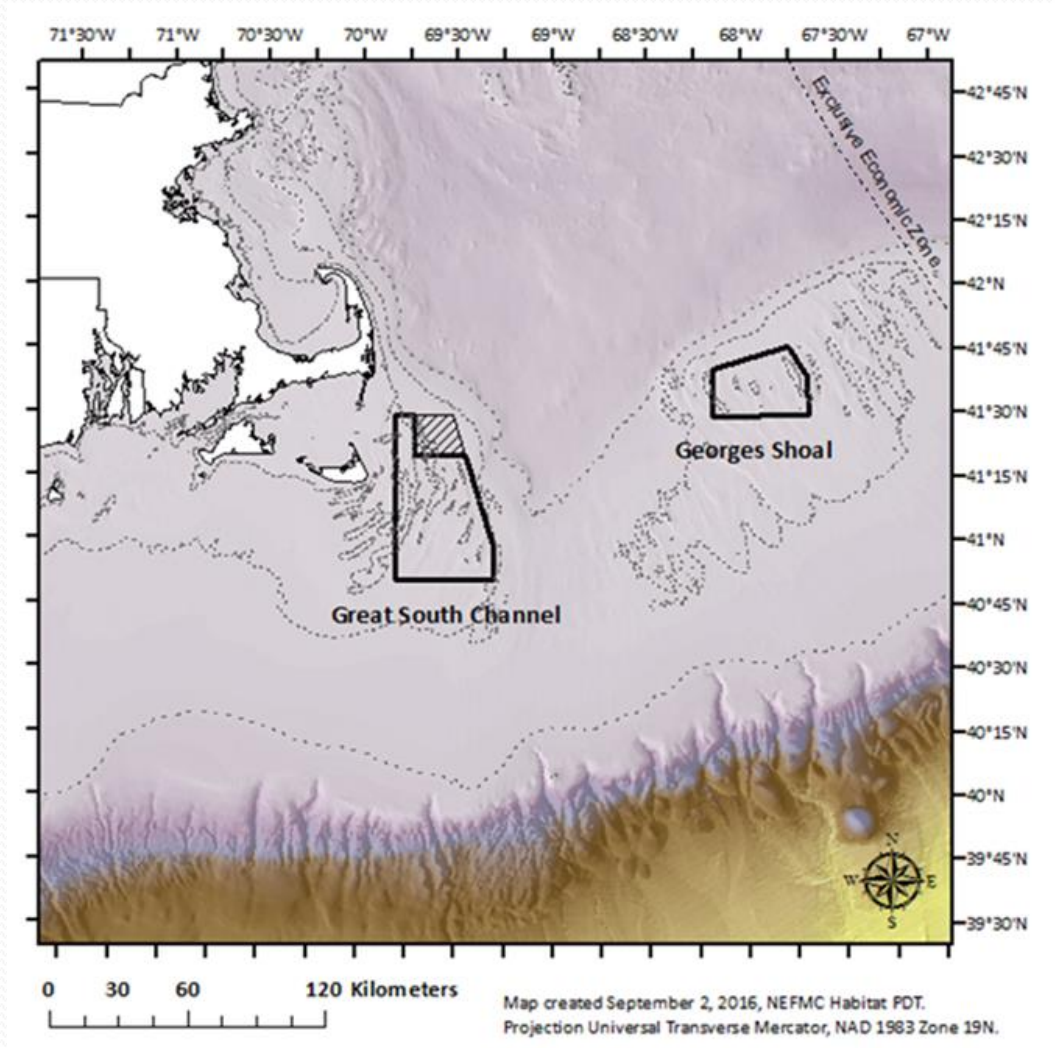 71°30'W 71°W 70°30'W 70°W 69°30'W 69°W 68°30'W 68°W 67°30'W 67°W
42°45'N
Exclusive Economic Zone
42°30'N
42°15'N
42°N
41°45'N
41°30'N
Georges Shoal
41°15'N
41°N
40°45'N
Great South Channel
40°30'N
40°15'N
40°N
39°45'N
N
W E
S
39°30'N
0 30 60 120 Kilometers
Map created September 2, 2016, NEFMC Habitat PDT.
Projection Universal Transverse Mercator, NAD 1983 Zone 19N.